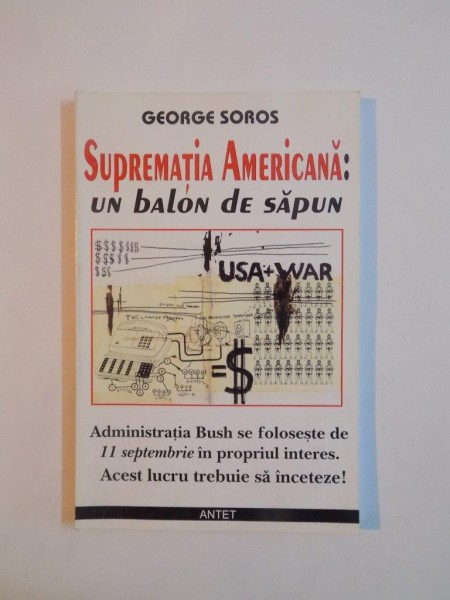 GEORGE SOROS
SUPREMAȚIA AMERICANĂ:
un balon de săpun
$$$$$$
$$$$$
$$$
USA+WAR
=$
Administrația Bush se folosește de
11 septembrie în propriul interes.
Acest lucru trebuie să înceteze!
ANTET